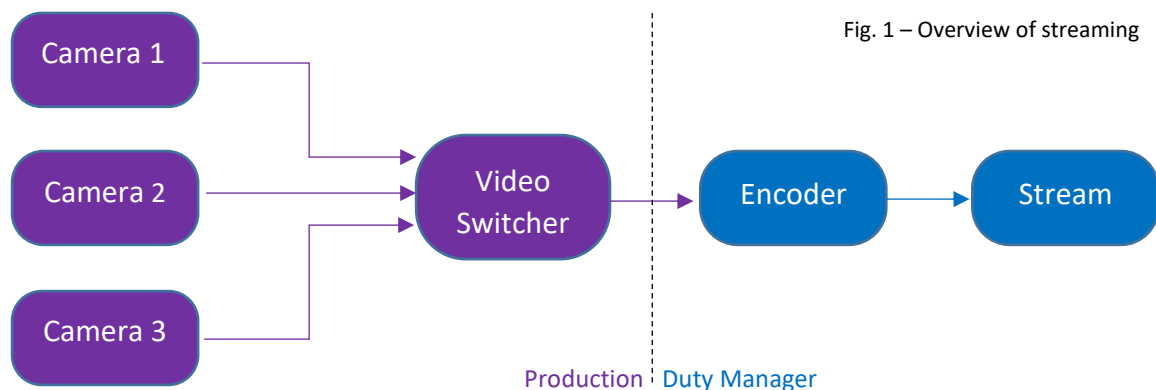 Fig. 1 – Overview of streaming
Camera 1
Camera 2
Camera 3
Video
Switcher
Encoder
Stream
Production
Duty Manager